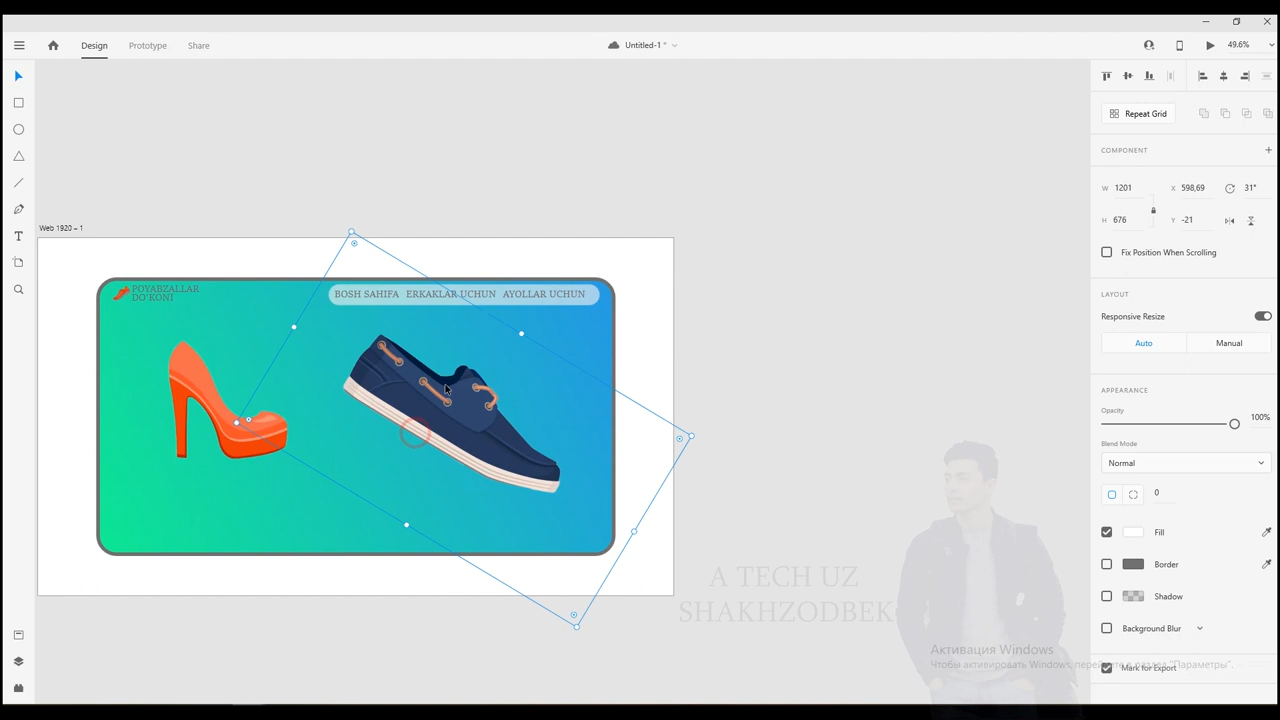 Design
Prototype
Share
Untitled-1 *
49.6%
Repeat Grid
COMPONENT
W 1201
X 598,69
31°
H 676
Y -21
Fix Position When Scrolling
LAYOUT
Responsive Resize
Auto
Manual
APPEARANCE
Opacity
100%
Blend Mode
Normal
0
Fill
Border
Shadow
Background Blur
Mark for Export
Web 1920 – 1
POYABZALLAR
DO'KONI
BOSH SAHIFA ERKAKLAR UCHUN AYOLLAR UCHUN
A TECH UZ
SHAKHZODBEK
Активация Windows
Чтобы активировать Windows, перейдите в раздел "Параметры".